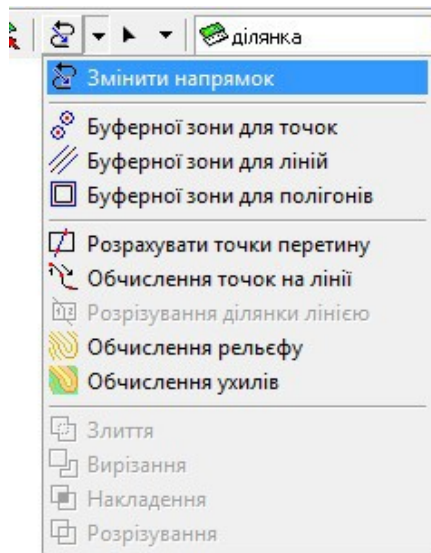 ділянка
Змінити напрямок
Буферної зони для точок
Буферної зони для ліній
Буферної зони для полігонів
Розрахувати точки перетину
Обчислення точок на лінії
Розрізування ділянки лінією
Обчислення рельєфу
Обчислення ухилів
Злиття
Вирізання
Накладення
Розрізування